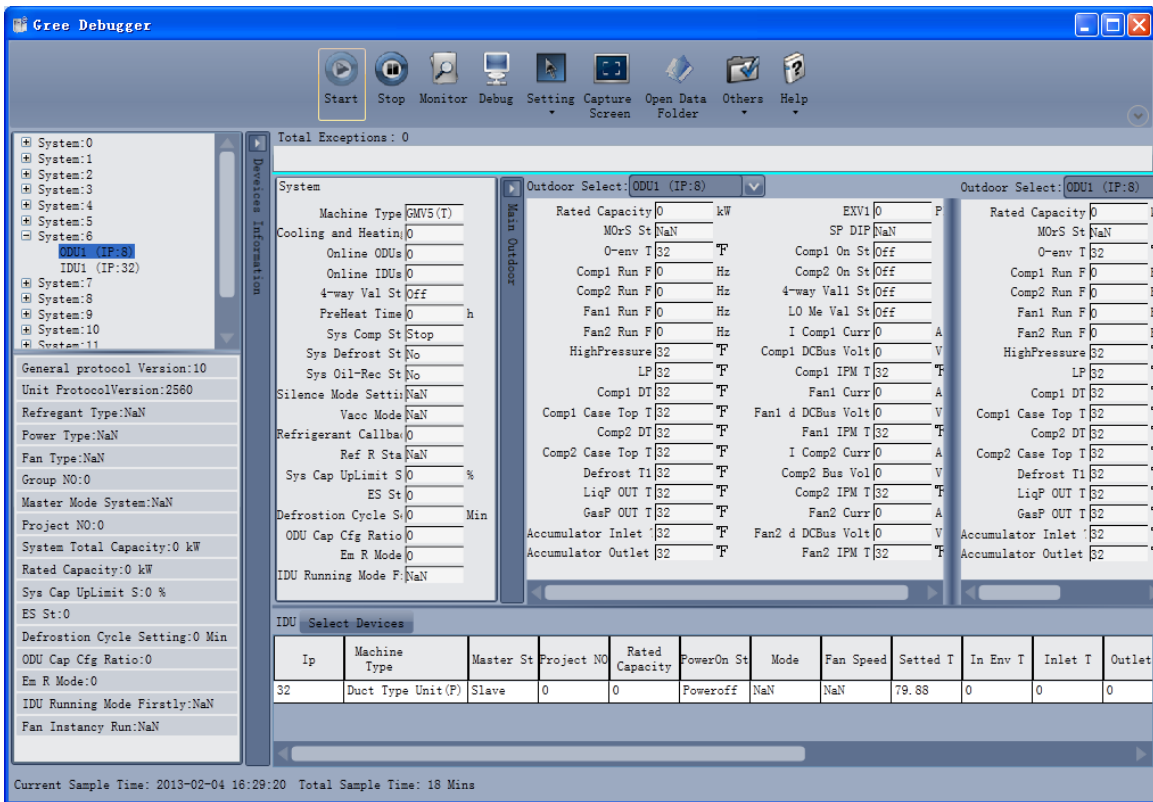 Gree Debugger
Start Stop Monitor Debug Setting Capture Screen Open Data Folder Others Help
System:0
System:1
System:2
System:3
System:4
System:5
System:6
ODU1 (IP:8)
IDU1 (IP:32)
System:7
System:8
System:9
System:10
System:11
General protocol Version:10
Unit ProtocolVersion:2560
Refregant Type:NaN
Power Type:NaN
Fan Type:NaN
Group NO:0
Master Mode System:NaN
Project NO:0
System Total Capacity:0 kW
Rated Capacity:0 kW
Sys Cap UpLimit S:0 %
ES St:0
Defrostion Cycle Setting:0 Min
ODU Cap Cfg Ratio:0
Em R Mode:0
IDU Running Mode Firstly:NaN
Fan Instancy Run:NaN
Deveices Information
Total Exceptions: 0
System
Machine Type GMV5(T)
Cooling and Heatin 0
Online ODUs 0
Online IDUs 0
4-way Val St Off
PreHeat Time 0 h
Sys Comp St Stop
Sys Defrost St No
Sys Oil-Rec St No
Silence Mode Setti NaN
Vacc Mode NaN
Refrigerant Callba 0
Ref R Sta NaN
Sys Cap UpLimit S 0 %
ES St 0
Defrostion Cycle S 0 Min
ODU Cap Cfg Ratio 0
Em R Mode 0
IDU Running Mode F: NaN
Main Outdoor
Outdoor Select: ODU1 (IP:8)
Rated Capacity 0 kW
MOrS St NaN
O-env T 32 ℉
Comp1 Run F 0 Hz
Comp2 Run F 0 Hz
Fan1 Run F 0 Hz
Fan2 Run F 0 Hz
HighPressure 32 ℉
LP 32 ℉
Comp1 DT 32 ℉
Comp1 Case Top T 32 ℉
Comp2 DT 32 ℉
Comp2 Case Top T 32 ℉
Defrost T1 32 ℉
LiqP OUT T 32 ℉
GasP OUT T 32 ℉
Accumulator Inlet 32 ℉
Accumulator Outlet 32 ℉
EXV1 0 P
SP DIP NaN
Comp1 On St Off
Comp2 On St Off
4-way Val1 St Off
LO Me Val St Off
I Comp1 Curr 0 A
Comp1 DCBus Volt 0 V
Comp1 IPM T 32 ℉
Fan1 Curr 0 A
Fan1 d DCBus Volt 0 V
Fan1 IPM T 32 ℉
I Comp2 Curr 0 A
Comp2 Bus Vol 0 V
Comp2 IPM T 32 ℉
Fan2 Curr 0 A
Fan2 d DCBus Volt 0 V
Fan2 IPM T 32 ℉
Outdoor Select: ODU1 (IP:8)
Rated Capacity 0
MOrS St NaN
O-env T 32
Comp1 Run F 0
Comp2 Run F 0
Fan1 Run F 0
Fan2 Run F 0
HighPressure 32
LP 32
Comp1 DT 32
Comp1 Case Top T 32
Comp2 DT 32
Comp2 Case Top T 32
Defrost T1 32
LiqP OUT T 32
GasP OUT T 32
Accumulator Inlet 32
Accumulator Outlet 32
IDU Select Devices
Ip Machine Type Master St Project NO Rated Capacity PowerOn St Mode Fan Speed Setted T In Env T Inlet T Outlet
32 Duct Type Unit(P) Slave 0 0 Poweroff NaN NaN 79.88 0 0 0
Current Sample Time: 2013-02-04 16:29:20 Total Sample Time: 18 Mins